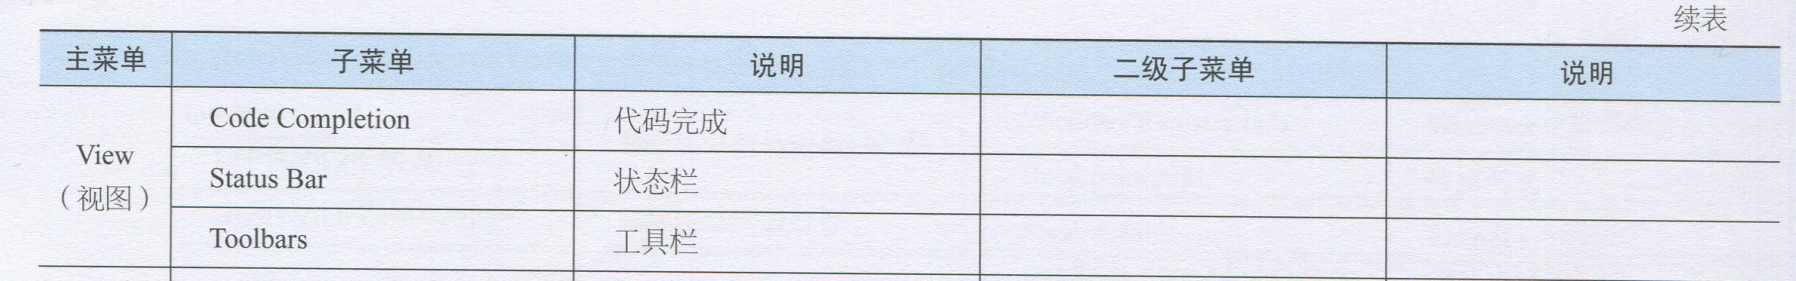 续表
主菜单 子菜单 说明 二级子菜单 说明
View
（视图）
Code Completion 代码完成
Status Bar 状态栏
Toolbars 工具栏